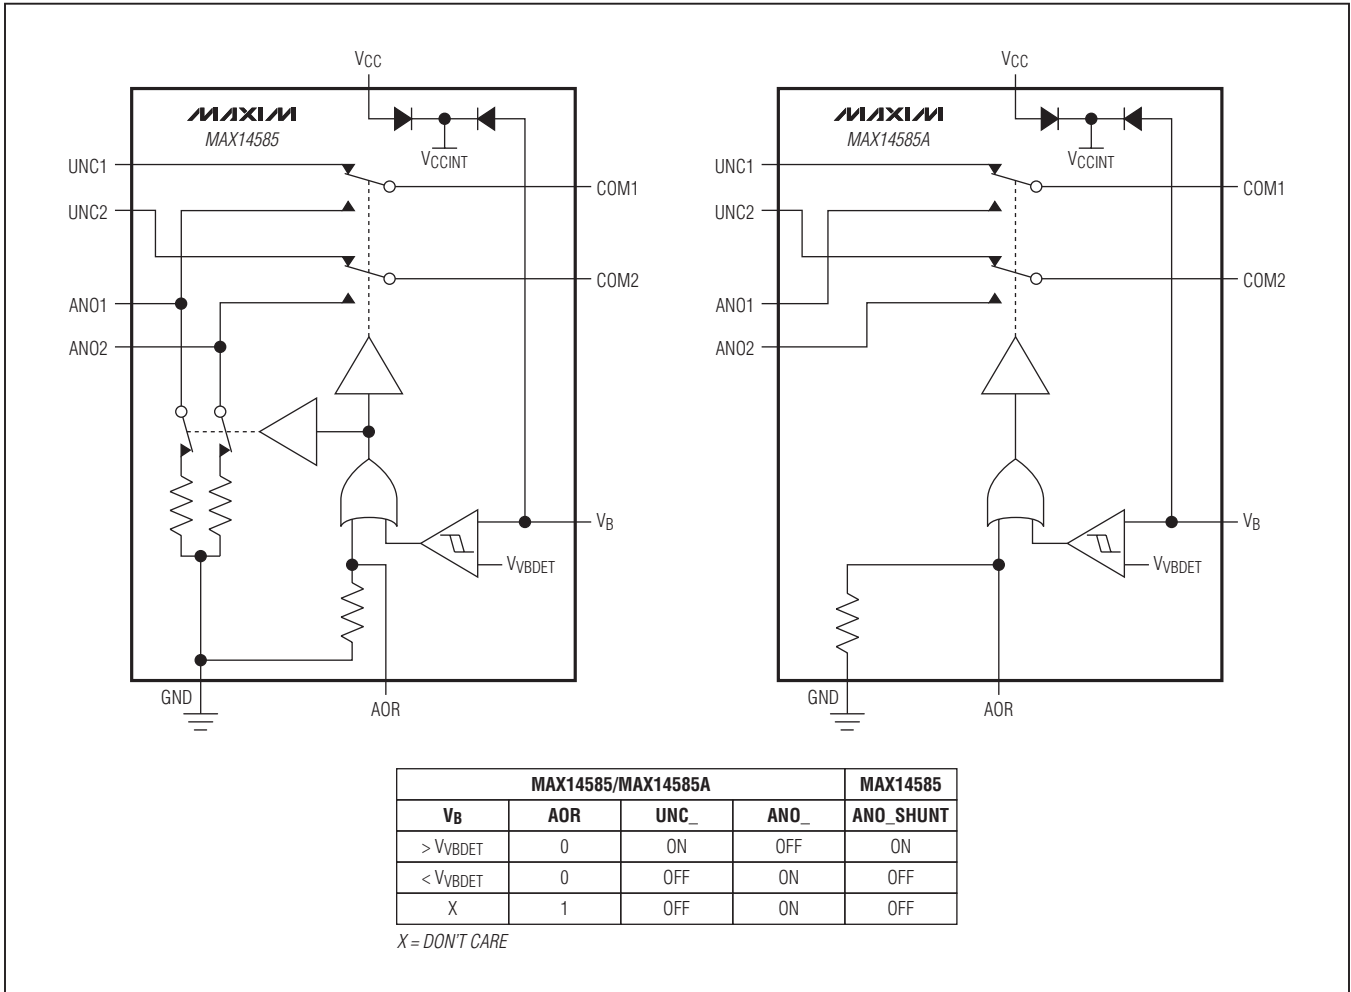 VCC
MAXIM
MAX14585
VCCINT
UNC1
UNC2
ANO1
ANO2
COM1
COM2
VB
VVBDET
GND
AOR
VCC
MAXIM
MAX14585A
VCCINT
UNC1
UNC2
ANO1
ANO2
COM1
COM2
VB
VVBDET
GND
AOR
MAX14585/MAX14585A MAX14585
VB AOR UNC_ ANO_ ANO_SHUNT
> VVBDET 0 ON OFF ON
< VVBDET 0 OFF ON OFF
X 1 OFF ON OFF
X = DON'T CARE